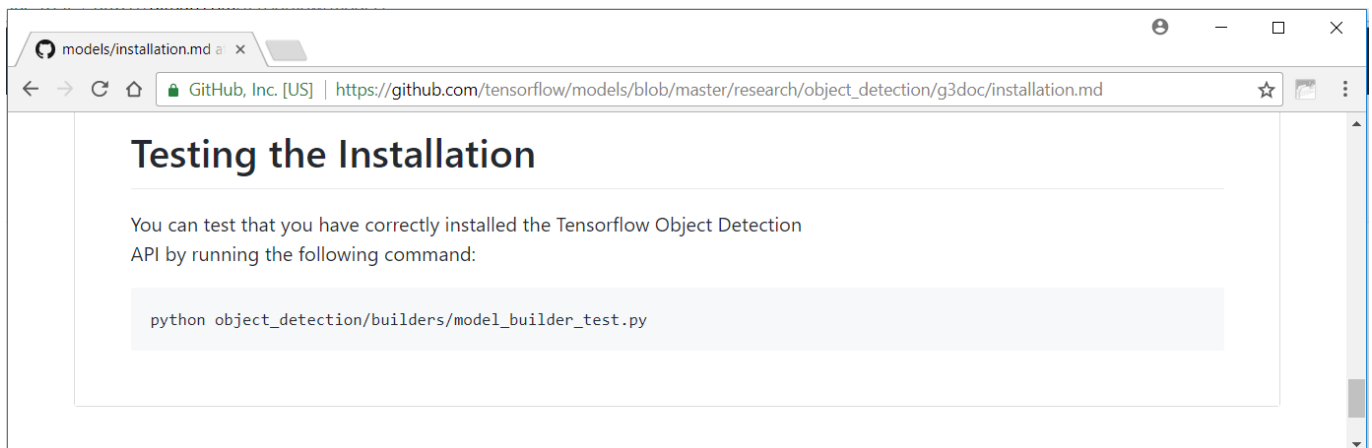 models/installation.md a
GitHub, Inc. [US] | https://github.com/tensorflow/models/blob/master/research/object_detection/g3doc/installation.md
Testing the Installation
You can test that you have correctly installed the Tensorflow Object Detection
API by running the following command:
python object_detection/builders/model_builder_test.py